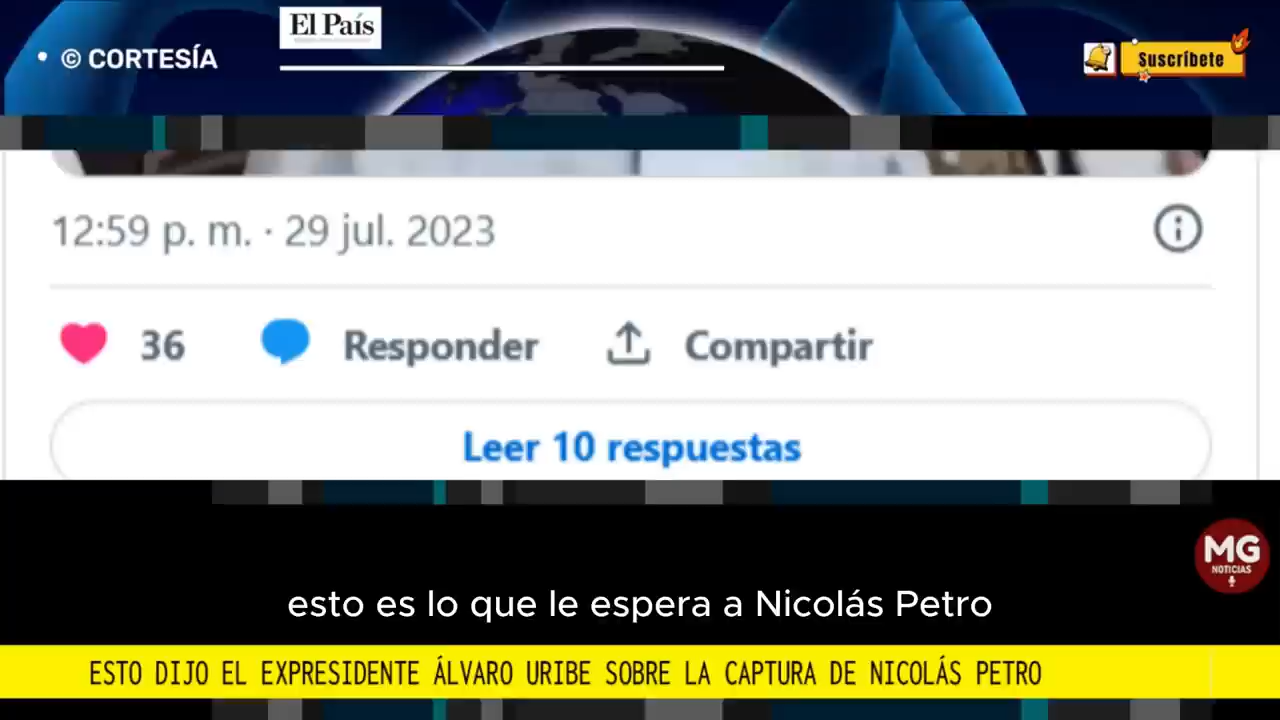 El País
• © CORTESÍA
Suscríbete
12:59 p. m. · 29 jul. 2023
36 Responder Compartir
Leer 10 respuestas
MG
NOTICIAS
esto es lo que le espera a Nicolás Petro
ESTO DIJO EL EXPRESIDENTE ÁLVARO URIBE SOBRE LA CAPTURA DE NICOLÁS PETRO